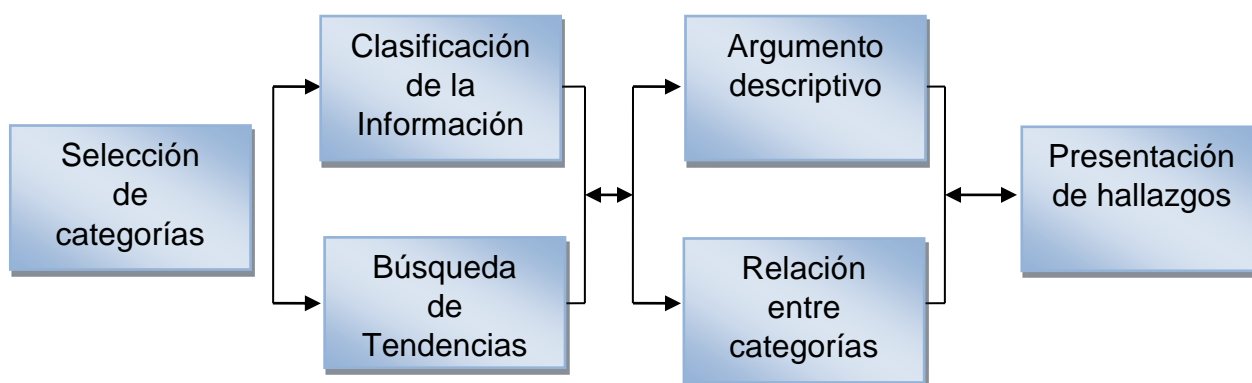 Selección
de
categorías
Clasificación
de la
Información
Búsqueda
de
Tendencias
Argumento
descriptivo
Relación
entre
categorías
Presentación
de hallazgos